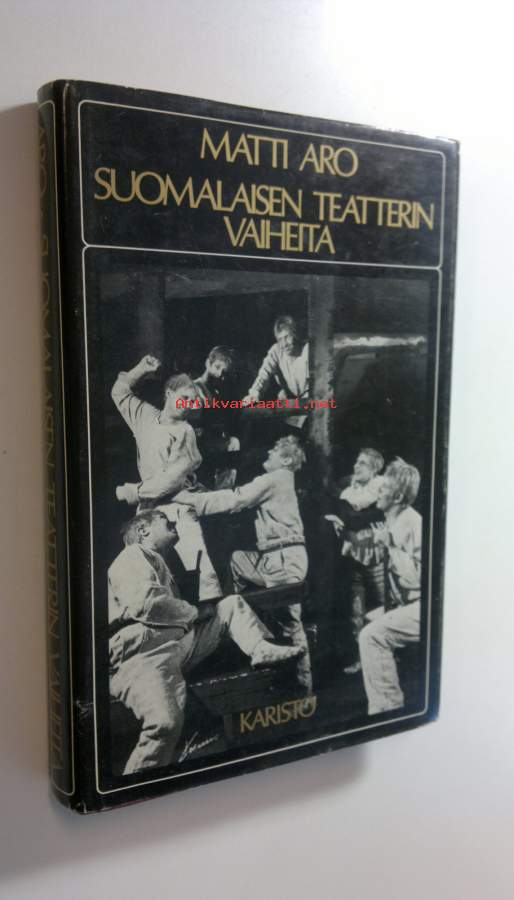 MATTI ARO
SUOMALAISEN TEATTERIN
VAIHEITA
Antikvariaatti.net
KARISTO
ARO SUOMALAISEN TEATTERIN VAIHEITA